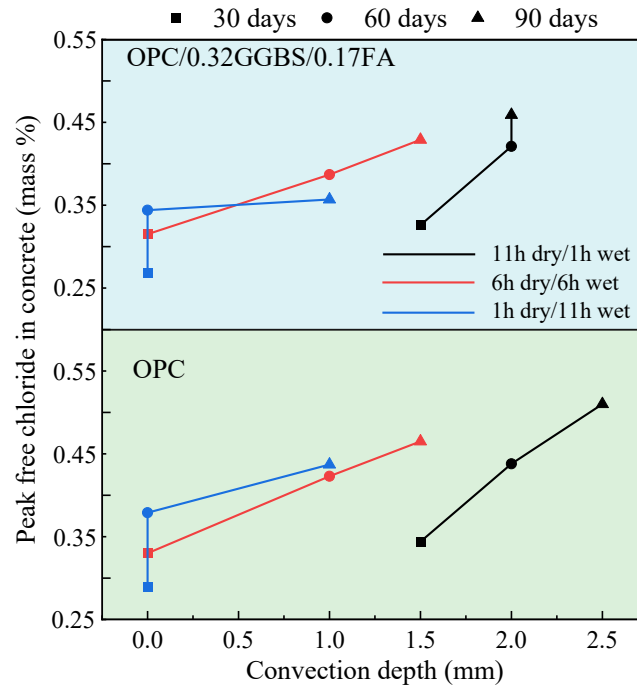 30 days 60 days 90 days
OPC/0.32GGBS/0.17FA
0.55
0.45
0.35
0.25
11h dry/1h wet
6h dry/6h wet
1h dry/11h wet
OPC
0.55
0.45
0.35
0.25
0.0 0.5 1.0 1.5 2.0 2.5
Convection depth (mm)
Peak free chloride in concrete (mass %)